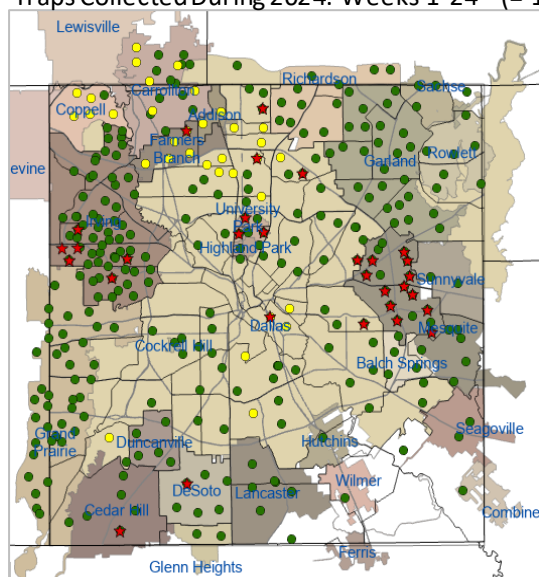 Traps Collected During 2024: Weeks 1-24
Lewisville
Richardson
Sachse
Carrollton
Coppell
Addison
Farmers
Branch
Garland
Rowlett
evine
Irving
University
Park
Highland Park
Sunnyvale
Dallas
Mesquite
Cockrell Hill
Balch Springs
Grand
Prairie
Duncanville
Hutchins
Seagoville
Cedar Hill
DeSoto
Lancaster
Wilmer
Combine
Ferris
Glenn Heights